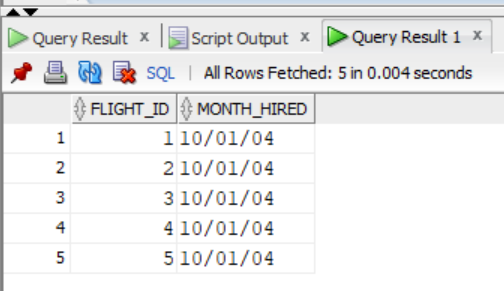 Query Result x Script Output x Query Result 1 x
SQL | All Rows Fetched: 5 in 0.004 seconds
FLIGHT_ID MONTH_HIRED
1 1 10/01/04
2 2 10/01/04
3 3 10/01/04
4 4 10/01/04
5 5 10/01/04